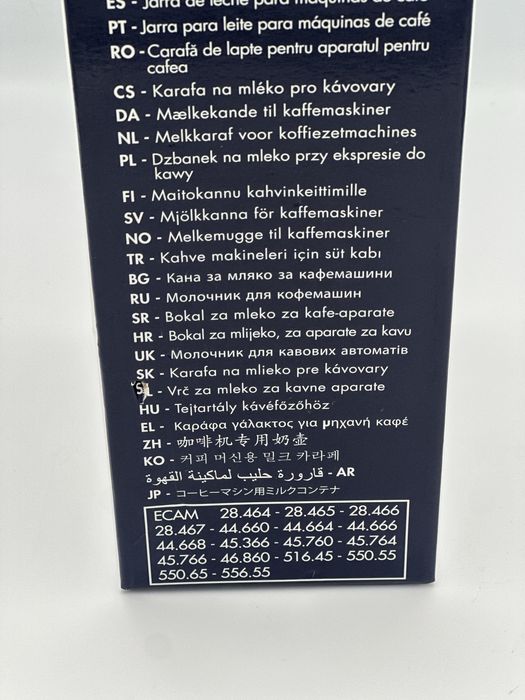 ES - Jarra de leche para máquinas de café
PT - Jarra para leite para máquinas de café
RO - Carafă de lapte pentru aparatul pentru
cafea
CS - Karafa na mléko pro kávovary
DA - Mælkekande til kaffemaskiner
NL - Melkkaraf voor koffiezetmachines
PL - Dzbanek na mleko przy ekspresie do
kawy
FI - Maitokannu kahvinkeittimille
SV - Mjölkkanna för kaffemaskiner
NO - Melkemugge til kaffemaskiner
TR - Kahve makineleri için süt kabı
BG - Кана за мляко за кафемашини
RU - Молочник для кофемашин
SR - Bokal za mleko za kafe-aparate
HR - Bokal za mlijeko, za aparate za kavu
UK - Молочник для кавових автоматів
SK - Karafa na mlieko pre kávovary
SL - Vrč za mleko za kavne aparate
HU - Tejtartály kávéfőzőhöz
EL - Καράφα γάλακτος για μηχανή καφέ
ZH - 咖啡机专用奶壶
KO - 커피 머신용 밀크 카라페
قارورة حليب لماكينة القهوة - AR
JP - コーヒーマシン用ミルクコンテナ
ECAM 28.464 - 28.465 - 28.466
28.467 - 44.660 - 44.664 - 44.666
44.668 - 45.366 - 45.760 - 45.764
45.766 - 46.860 - 516.45 - 550.55
550.65 - 556.55